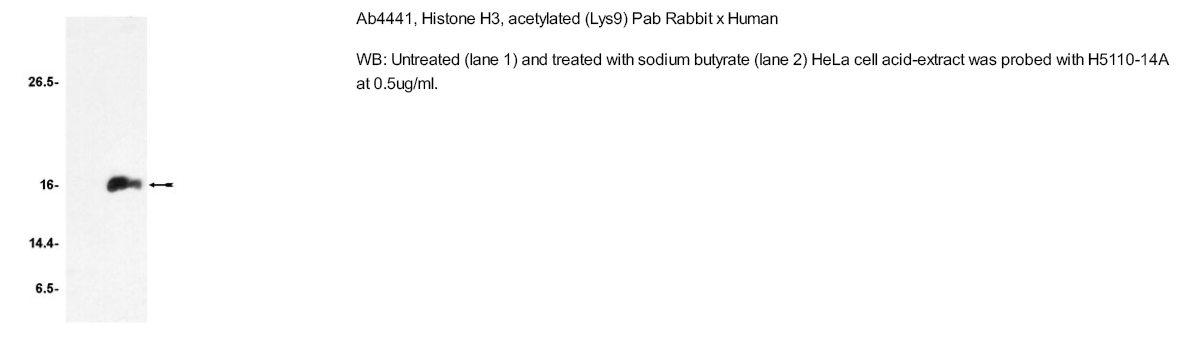 Ab4441, Histone H3, acetylated (Lys9) Pab Rabbit x Human
WB: Untreated (lane 1) and treated with sodium butyrate (lane 2) HeLa cell acid-extract was probed with H5110-14A
at 0.5ug/ml.
26.5-
16-
14.4-
6.5-